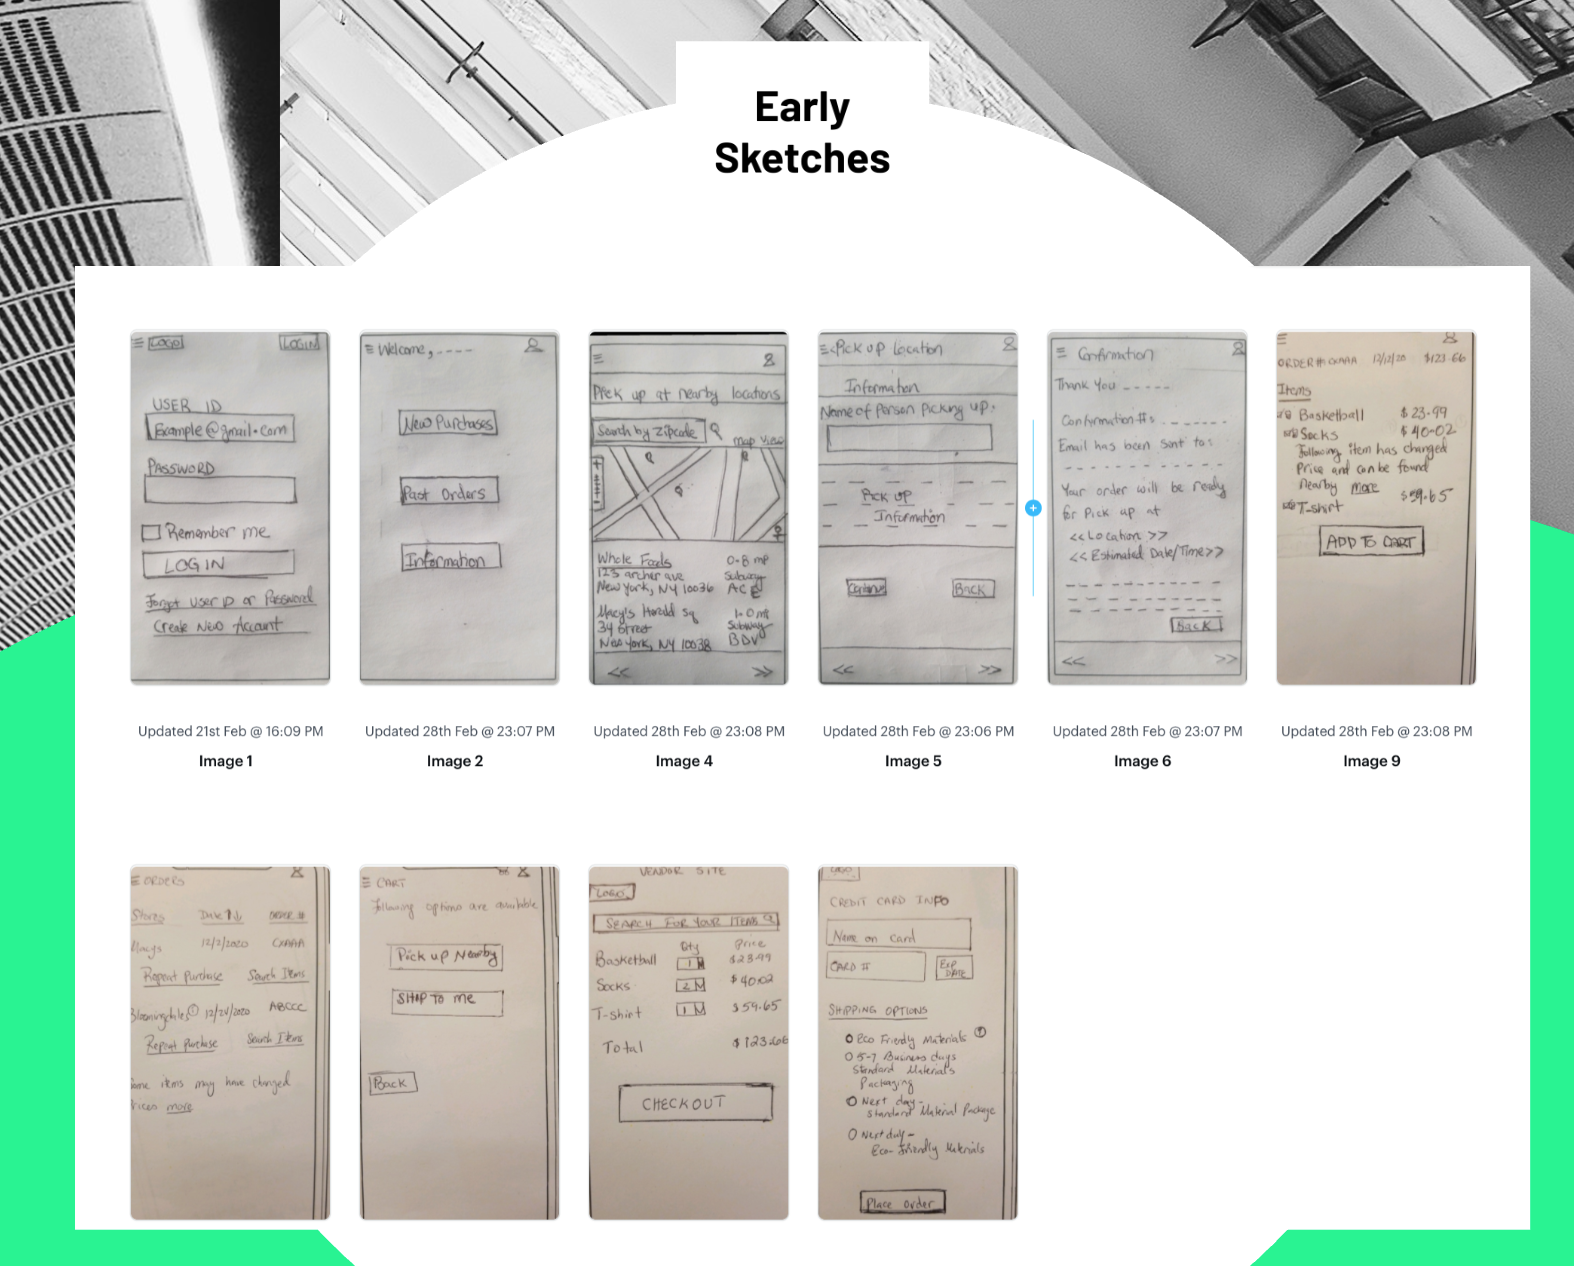 Early
Sketches
LOGO
LOGIN
USER ID
Example@gmail.com
PASSWORD
Remember me
LOGIN
Forgot User ID or Password
Create New Account
Updated 21st Feb @ 16:09 PM
Image 1
Welcome, ----
New Purchases
Past Orders
Information
Updated 28th Feb @ 23:07 PM
Image 2
Pick up at nearby locations
Search by Zipcode
map view
Whole Foods 0.8 mi
123 archer ave Subway
New York, NY 10036 A C E
Macy's Herald Sq 1.0 mi
34 Street Subway
New York, NY 10038 B D V
<< >>
Updated 28th Feb @ 23:08 PM
Image 4
Pick up Location
Information
Name of Person Picking up:
Pick up
Information
Continue
Back
<< >>
Updated 28th Feb @ 23:06 PM
Image 5
Confirmation
Thank You ------
Confirmation #: ------
Email has been sent to:
Your order will be ready
for Pick up at
<<Location>>
<<Estimated Date/Time>>
Back
<< >>
Updated 28th Feb @ 23:07 PM
Image 6
ORDER #: CXAAA 12/12/20 $123.66
Items
Basketball $23.99
Socks $40.02
Following item has changed
Price and can be found
nearby more
T-shirt $59.65
ADD TO CART
Updated 28th Feb @ 23:08 PM
Image 9
ORDERS
Stores Date ORDER #
Macys 12/2/2020 CXAAA
Repeat Purchase Search Items
Bloomingdales 12/24/2020 ABCCC
Repeat Purchase Search Items
items may have changed
more
CART
Following options are available
Pick up Nearby
SHIP TO me
Back
VENDOR SITE
LOGO
SEARCH FOR YOUR ITEMS
Qty Price
Basketball 1 $23.99
Socks 2 $40.02
T-shirt 1 $59.65
Total $123.66
CHECKOUT
LOGO
CREDIT CARD INFO
Name on Card
CARD #
EXP DATE
SHIPPING OPTIONS
Eco Friendly Materials
5-7 Business days
Standard Materials
Packaging
Next day-
Standard Material Package
Next day-
Eco-friendly Materials
Place Order